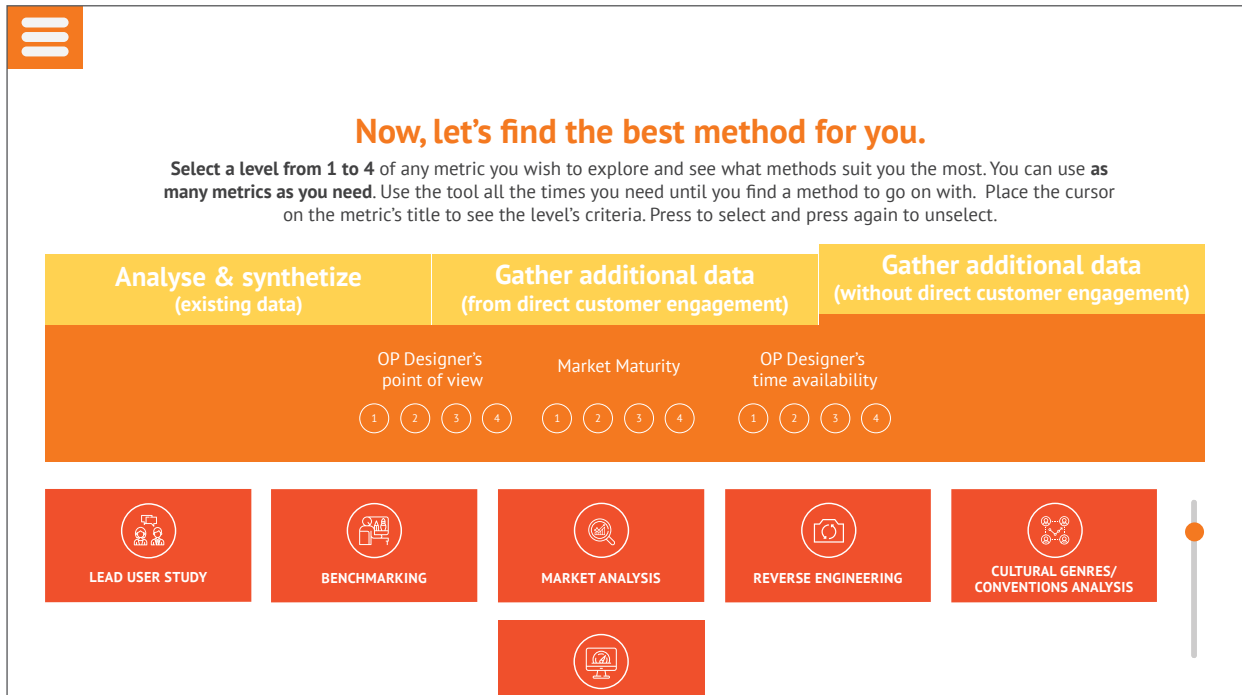 Now, let's find the best method for you.
Select a level from 1 to 4 of any metric you wish to explore and see what methods suit you the most. You can use as
many metrics as you need. Use the tool all the times you need until you find a method to go on with. Place the cursor
on the metric's title to see the level's criteria. Press to select and press again to unselect.
Analyse & synthetize
(existing data)
Gather additional data
(from direct customer engagement)
Gather additional data
(without direct customer engagement)
OP Designer's
point of view
1 2 3 4
Market Maturity
1 2 3 4
OP Designer's
time availability
1 2 3 4
LEAD USER STUDY
BENCHMARKING
MARKET ANALYSIS
REVERSE ENGINEERING
CULTURAL GENRES/
CONVENTIONS ANALYSIS